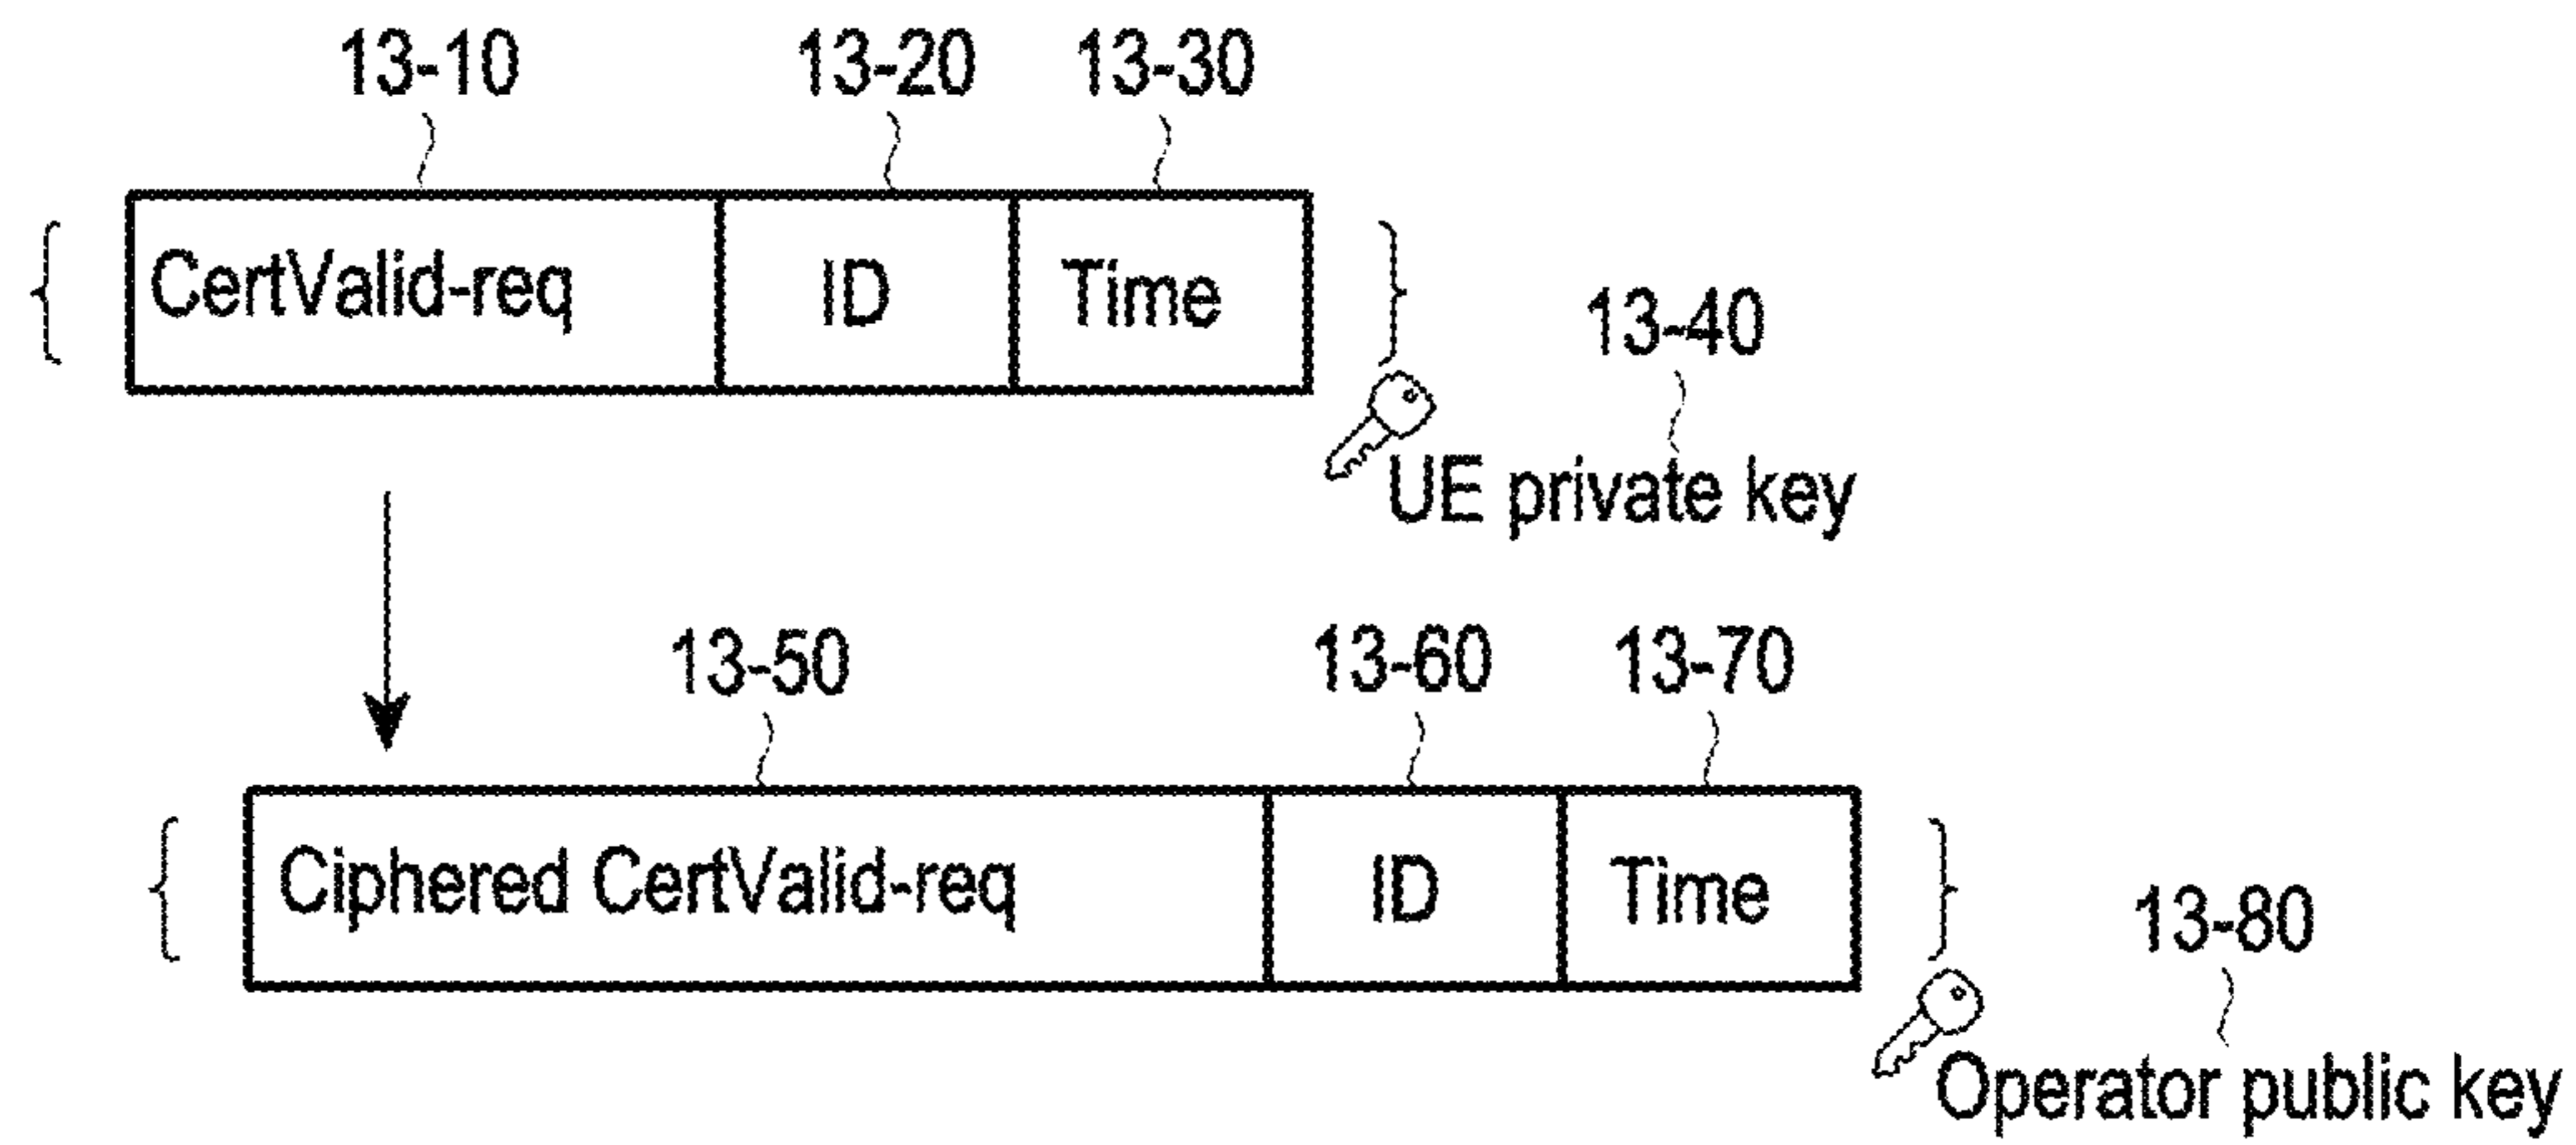 13-10 13-20 13-30
CertValid-req ID Time
13-40
UE private key
13-50 13-60 13-70
Ciphered CertValid-req ID Time
13-80
Operator public key